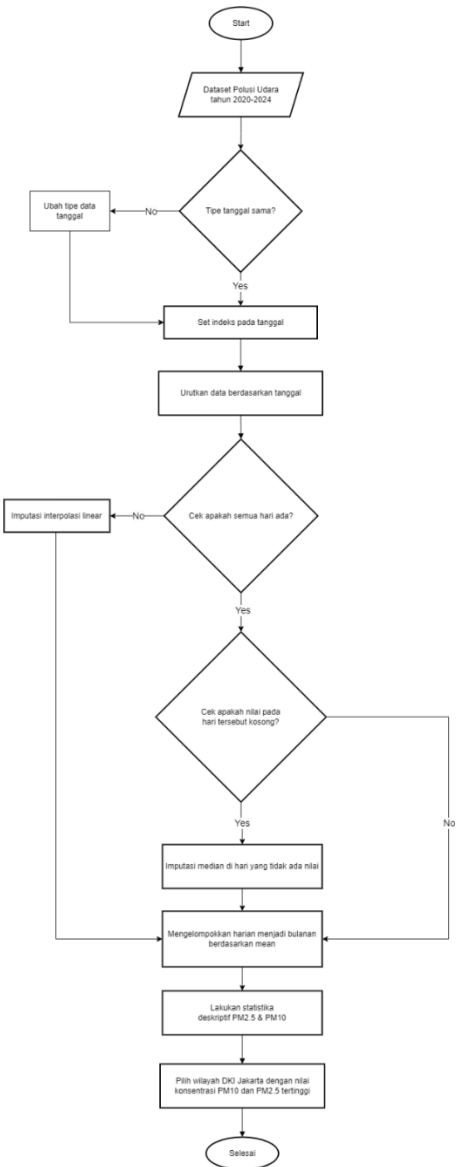 Start
Dataset Polusi Udara
tahun 2020-2024
Tipe tanggal sama?
No
Ubah tipe data
tanggal
Yes
Set indeks pada tanggal
Urutkan data berdasarkan tanggal
Cek apakah semua hari ada?
No
Imputasi interpolasi linear
Yes
Cek apakah nilai pada
hari tersebut kosong?
No
Yes
Imputasi median di hari yang tidak ada nilai
Mengelompokkan harian menjadi bulanan
berdasarkan mean
Lakukan statistika
deskriptif PM2.5 & PM10
Pilih wilayah DKI Jakarta dengan nilai
konsentrasi PM10 dan PM2.5 tertinggi
Selesai